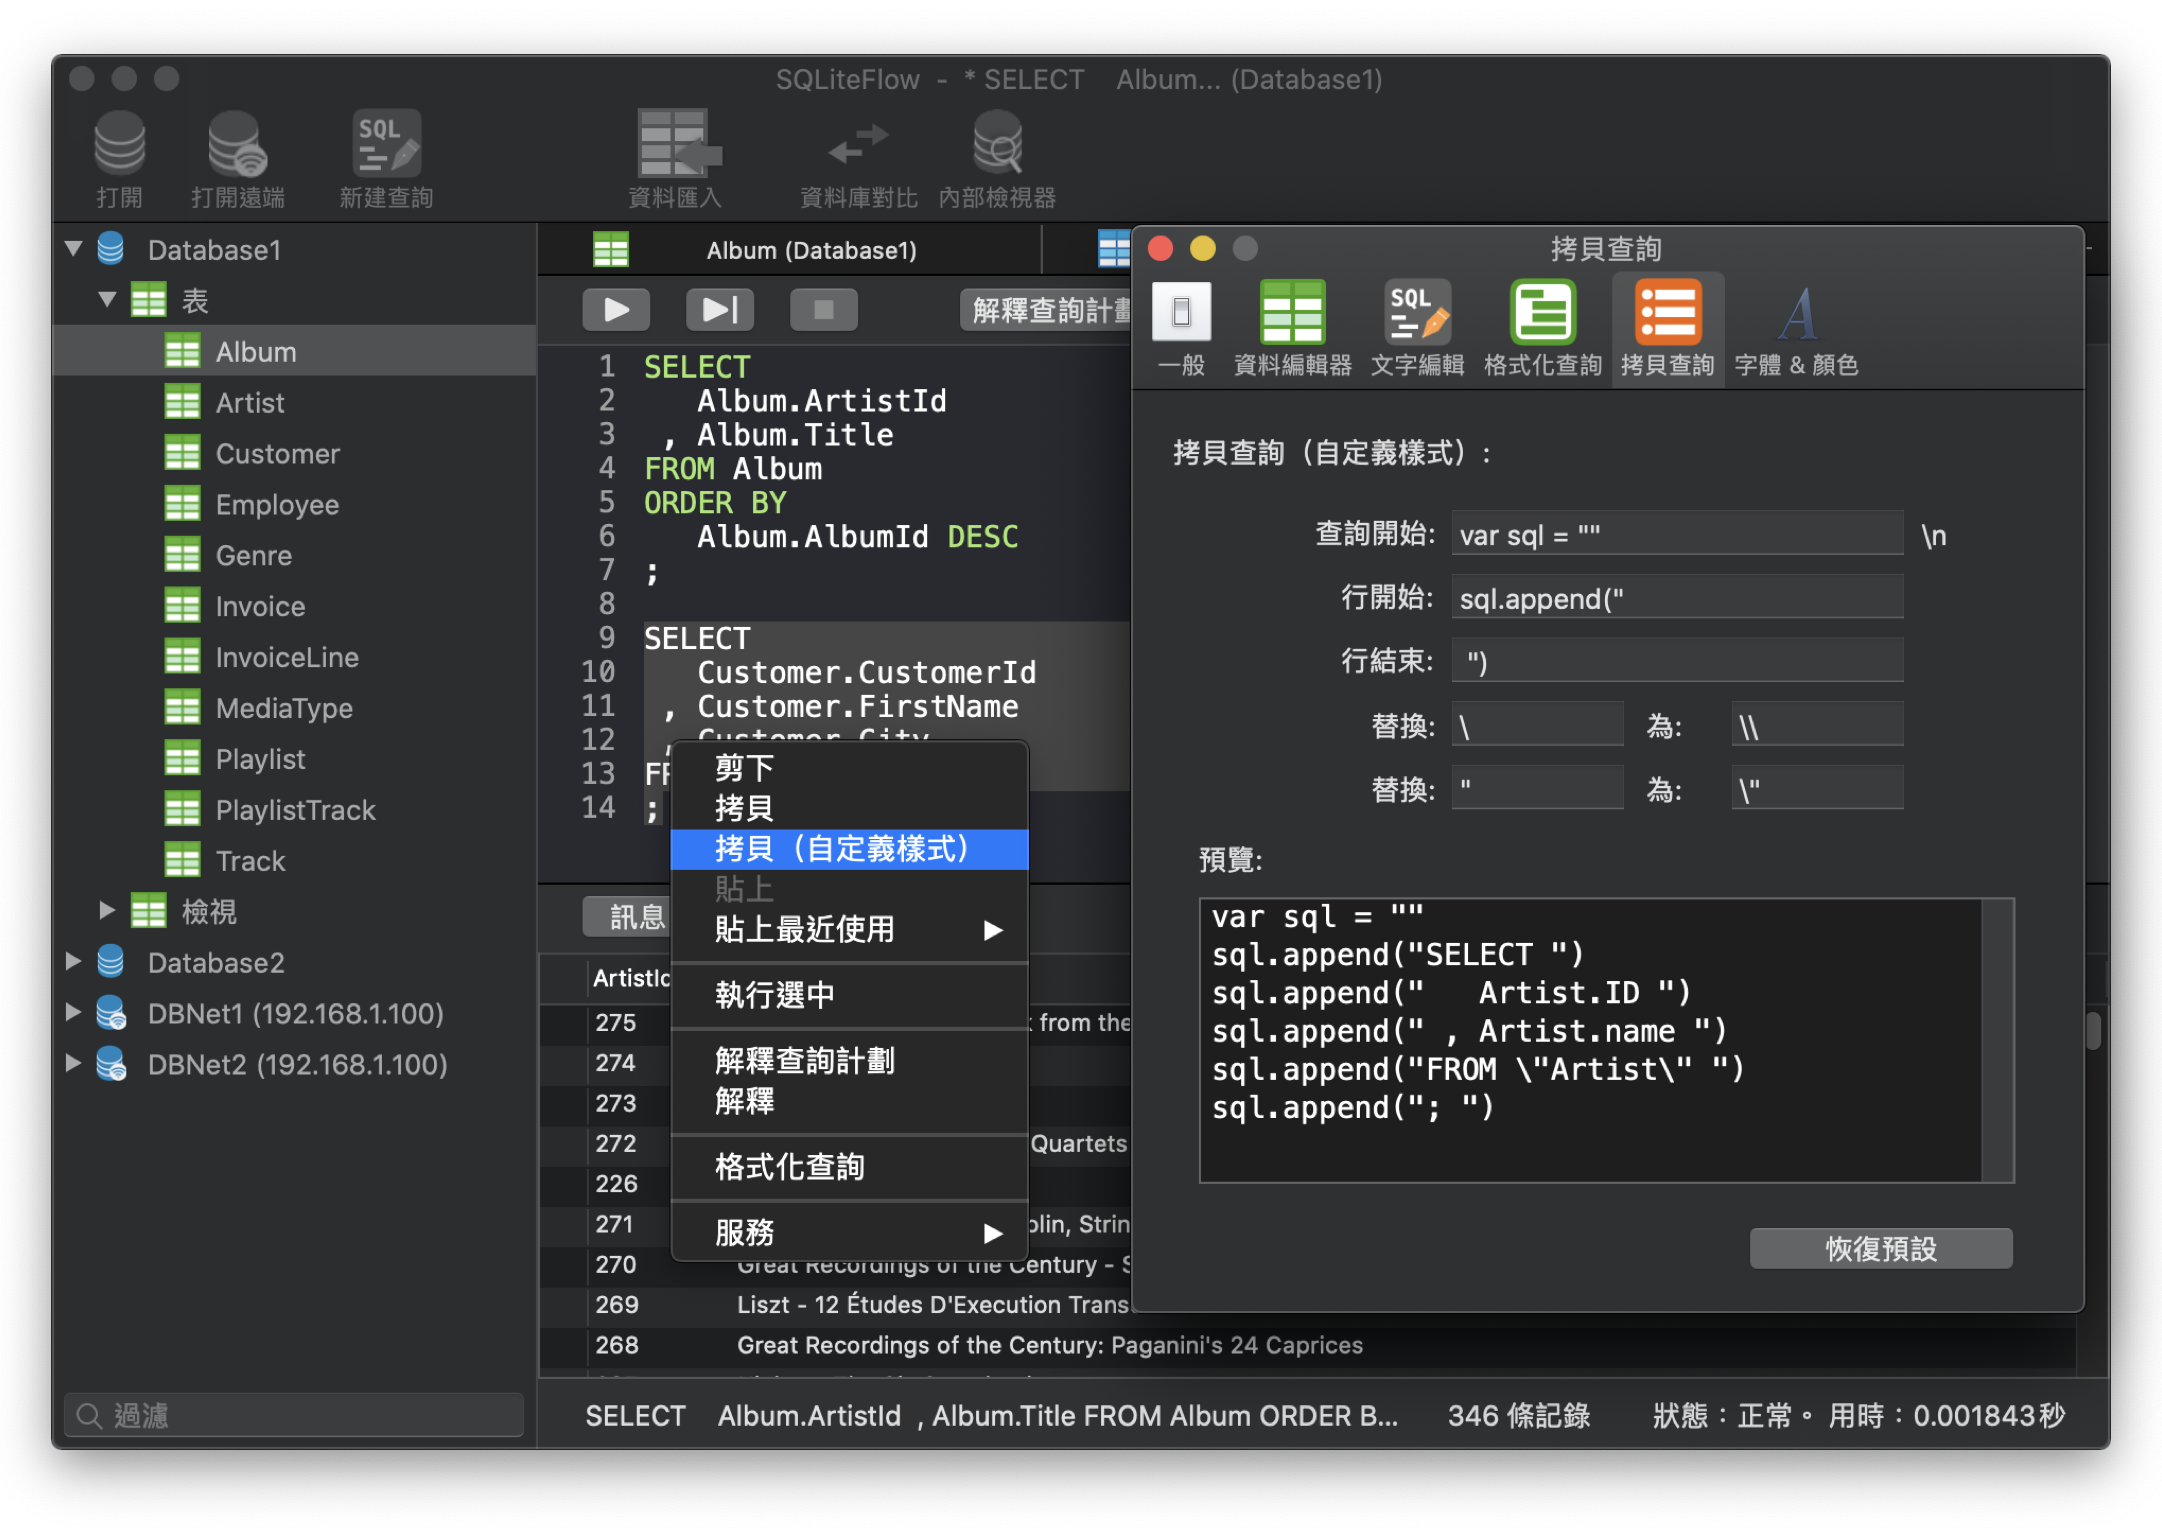 SQLiteFlow - * SELECT Album... (Database1)
SQL
打開
打開遠端
新建查詢
資料匯入
資料庫對比
內部檢視器
Database1
表
Album
Artist
Customer
Employee
Genre
Invoice
InvoiceLine
MediaType
Playlist
PlaylistTrack
Track
檢視
Database2
DBNet1 (192.168.1.100)
DBNet2 (192.168.1.100)
過濾
Album (Database1)
解釋查詢計劃
1 SELECT
2 Album.ArtistId
3 , Album.Title
4 FROM Album
5 ORDER BY
6 Album.AlbumId DESC
7 ;
8
9 SELECT
10 Customer.CustomerId
11 , Customer.FirstName
12 , Customer.City
13
14 ;
剪下
拷貝
拷貝（自定義樣式）
貼上
貼上最近使用
執行選中
解釋查詢計劃
解釋
格式化查詢
服務
訊息
ArtistId
275 from the
274
273
272 Quartets
226
271
270 Great Recordings of the Century - S
269 Liszt - 12 Études D'Execution Trans
268 Great Recordings of the Century: Paganini's 24 Caprices
SELECT Album.ArtistId , Album.Title FROM Album ORDER B... 346 條記錄 狀態：正常。 用時：0.001843秒
拷貝查詢
SQL
一般
資料編輯器
文字編輯
格式化查詢
拷貝查詢
字體 & 顏色
拷貝查詢（自定義樣式）:
查詢開始: var sql = "" \n
行開始: sql.append("
行結束: ")
替換: \ 為: \\
替換: " 為: \"
預覽:
var sql = ""
sql.append("SELECT ")
sql.append("   Artist.ID ")
sql.append(" , Artist.name ")
sql.append("FROM \"Artist\" ")
sql.append("; ")
恢復預設